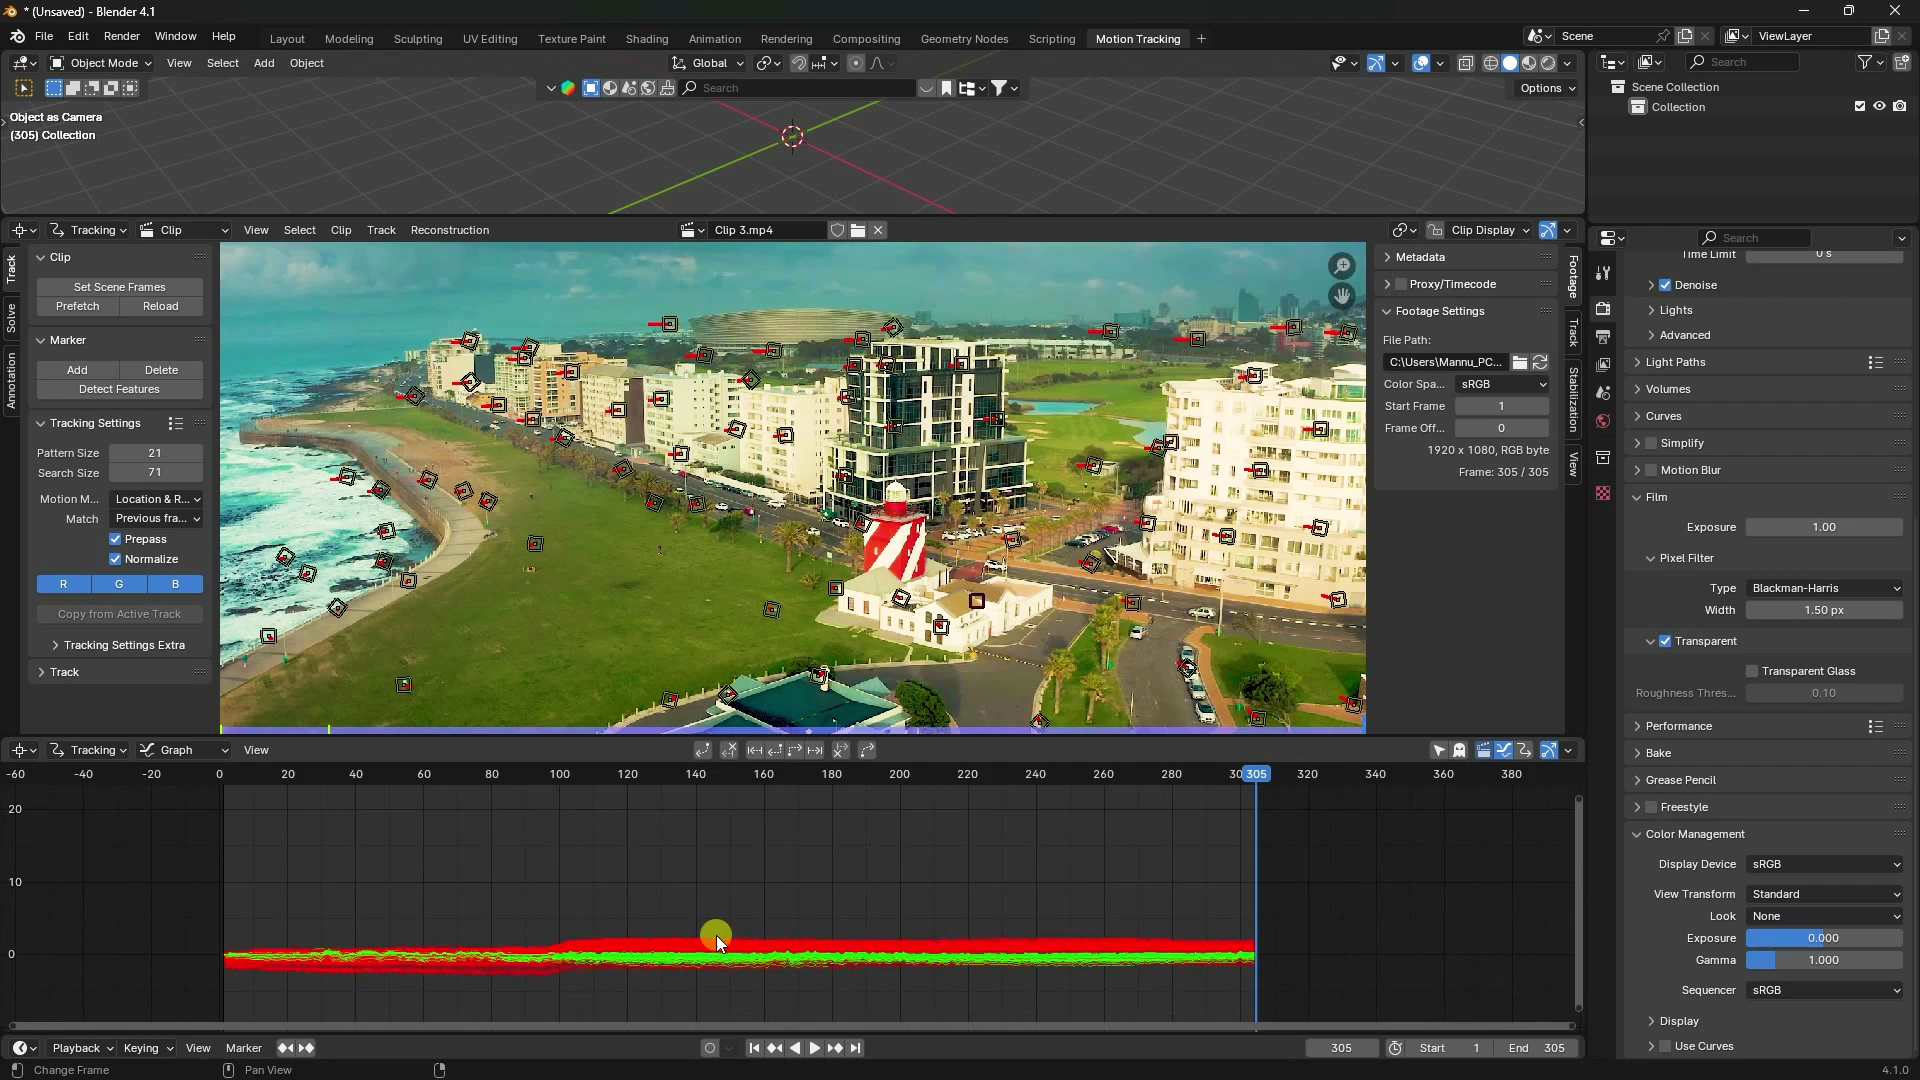 * (Unsaved) - Blender 4.1
File Edit Render Window Help Layout Modeling Sculpting UV Editing Texture Paint Shading Animation Rendering Compositing Geometry Nodes Scripting Motion Tracking + Scene ViewLayer
Object Mode View Select Add Object Global Search
Search Options
Object as Camera
(305) Collection
Scene Collection
Collection
Tracking Clip View Select Clip Track Reconstruction Clip 3.mp4 Clip Display
Search
Track
Solve
Annotation
Clip
Set Scene Frames
Prefetch Reload
Marker
Add Delete
Detect Features
Tracking Settings
Pattern Size 21
Search Size 71
Motion M... Location & R...
Match Previous fra...
Prepass
Normalize
R G B
Copy from Active Track
Tracking Settings Extra
Track
Metadata
Proxy/Timecode
Footage Settings
File Path:
C:\Users\Mannu_PC...
Color Spa... sRGB
Start Frame 1
Frame Off... 0
1920 x 1080, RGB byte
Frame: 305 / 305
Footage
Track
Stabilization
View
Time Limit 0 s
Denoise
Lights
Advanced
Light Paths
Volumes
Curves
Simplify
Motion Blur
Film
Exposure 1.00
Pixel Filter
Type Blackman-Harris
Width 1.50 px
Transparent
Transparent Glass
Roughness Thres... 0.10
Performance
Bake
Grease Pencil
Freestyle
Color Management
Display Device sRGB
View Transform Standard
Look None
Exposure 0.000
Gamma 1.000
Sequencer sRGB
Display
Use Curves
Tracking Graph View
-60 -40 -20 0 20 40 60 80 100 120 140 160 180 200 220 240 260 280 30 305 320 340 360 380
20
10
0
Playback Keying View Marker 305 Start 1 End 305
Change Frame Pan View 4.1.0